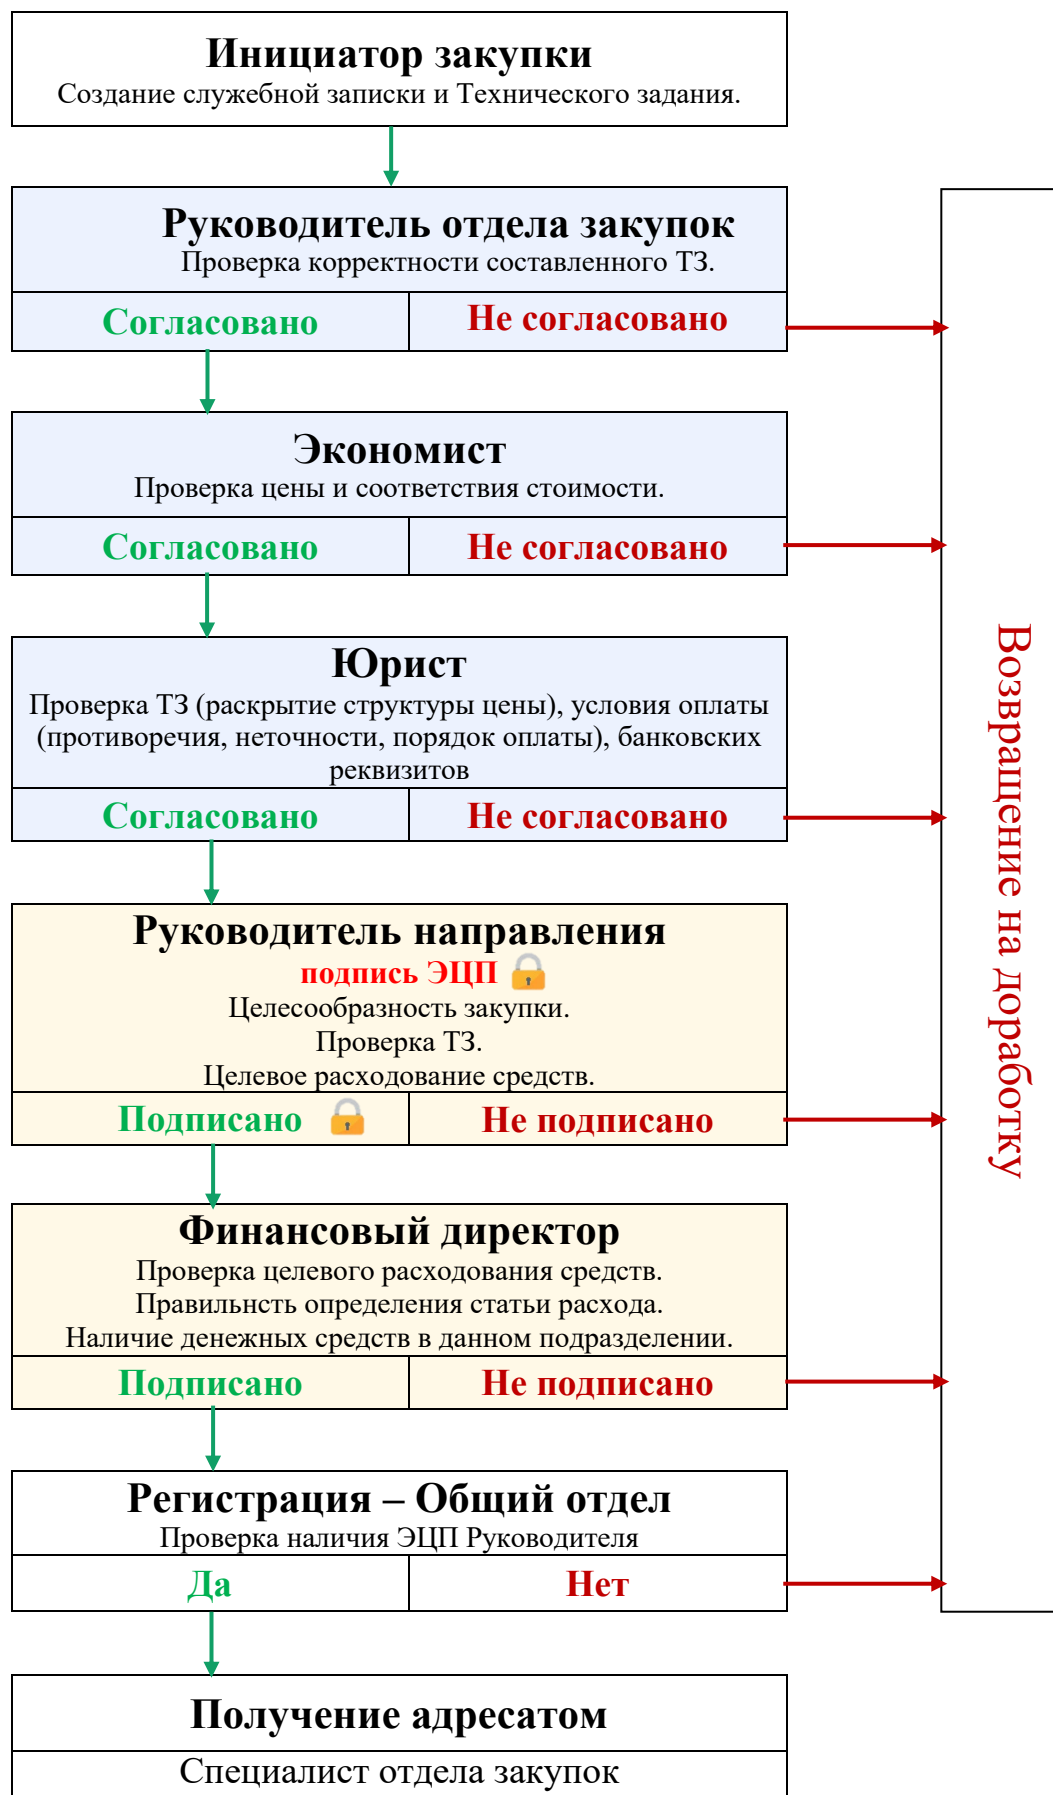 Инициатор закупки
Создание служебной записки и Технического задания.
Руководитель отдела закупок
Проверка корректности составленного ТЗ.
Согласовано
Не согласовано
Экономист
Проверка цены и соответствия стоимости.
Согласовано
Не согласовано
Юрист
Проверка ТЗ (раскрытие структуры цены), условия оплаты
(противоречия, неточности, порядок оплаты), банковских
реквизитов
Согласовано
Не согласовано
Руководитель направления
подпись ЭЦП
Целесообразность закупки.
Проверка ТЗ.
Целевое расходование средств.
Подписано
Не подписано
Финансовый директор
Проверка целевого расходования средств.
Правильнсть определения статьи расхода.
Наличие денежных средств в данном подразделении.
Подписано
Не подписано
Регистрация – Общий отдел
Проверка наличия ЭЦП Руководителя
Да
Нет
Получение адресатом
Специалист отдела закупок
Возвращение на доработку